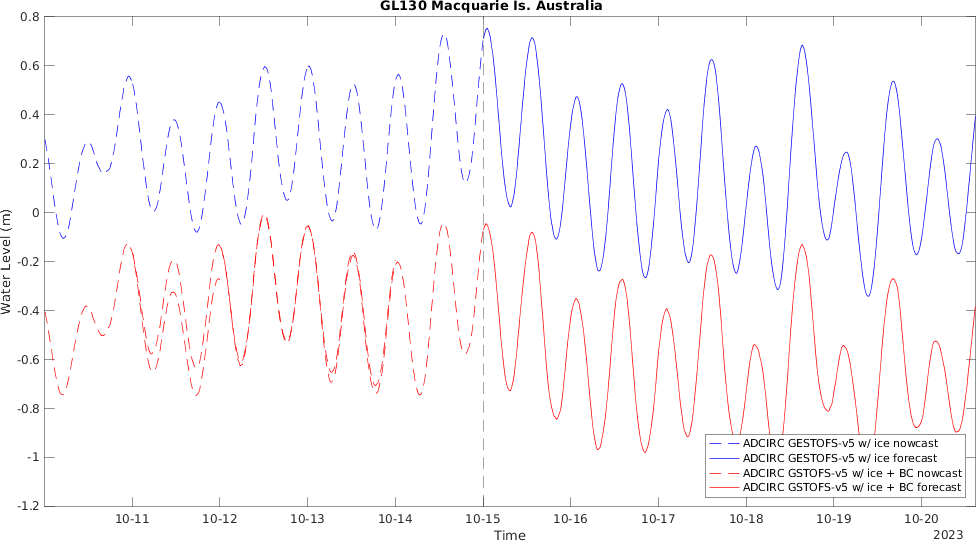 GL130 Macquarie Is. Australia
0.8
0.6
0.4
0.2
0
-0.2
-0.4
-0.6
-0.8
-1
-1.2
Water Level (m)
ADCIRC GESTOFS-v5 w/ ice nowcast
ADCIRC GESTOFS-v5 w/ ice forecast
ADCIRC GSTOFS-v5 w/ ice + BC nowcast
ADCIRC GSTOFS-v5 w/ ice + BC forecast
10-11 10-12 10-13 10-14 10-15 10-16 10-17 10-18 10-19 10-20
Time
2023